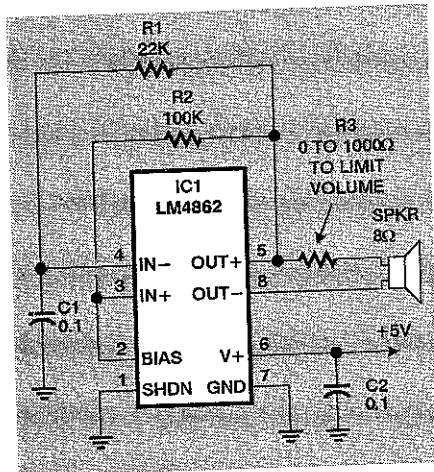 R1
22K
R2
100K
R3
0 TO 1000Ω
TO LIMIT
VOLUME
IC1
LM4862
SPKR
8Ω
4
IN−
OUT+
5
3
IN+
OUT−
8
C1
0.1
+5V
2
BIAS
V+
6
1
SHDN
GND
7
C2
0.1